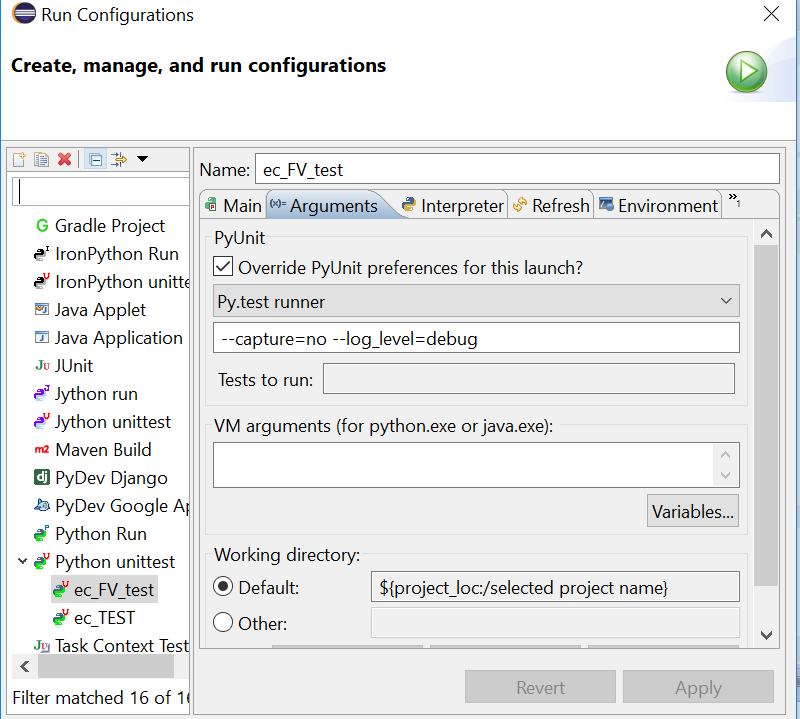 Run Configurations
Create, manage, and run configurations
Name: ec_FV_test
Main (x)= Arguments Interpreter Refresh Environment »1
Gradle Project
IronPython Run
IronPython unitte
Java Applet
Java Application
Ju JUnit
Jython run
Jython unittest
m2 Maven Build
dj PyDev Django
PyDev Google Ap
Python Run
Python unittest
ec_FV_test
ec_TEST
Ju Task Context Test
Filter matched 16 of 16
PyUnit
Override PyUnit preferences for this launch?
Py.test runner
--capture=no --log_level=debug
Tests to run:
VM arguments (for python.exe or java.exe):
Variables...
Working directory:
Default: ${project_loc:/selected project name}
Other:
Revert Apply